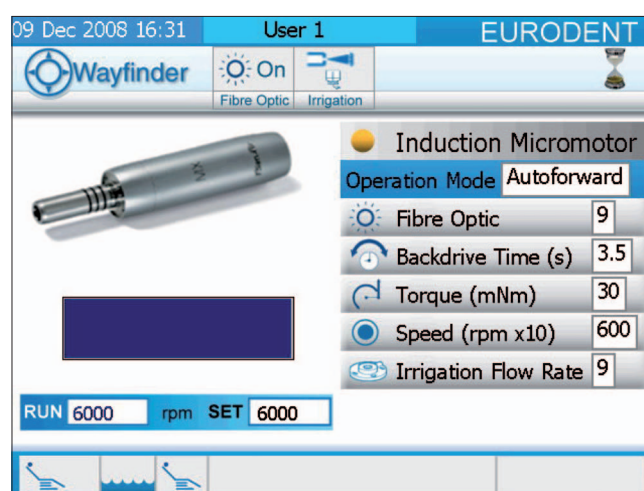 09 Dec 2008 16:31 User 1 EURODENT
Wayfinder On
Fibre Optic Irrigation
Induction Micromotor
Operation Mode Autoforward
Fibre Optic 9
Backdrive Time (s) 3.5
Torque (mNm) 30
Speed (rpm x10) 600
Irrigation Flow Rate 9
RUN 6000 rpm SET 6000